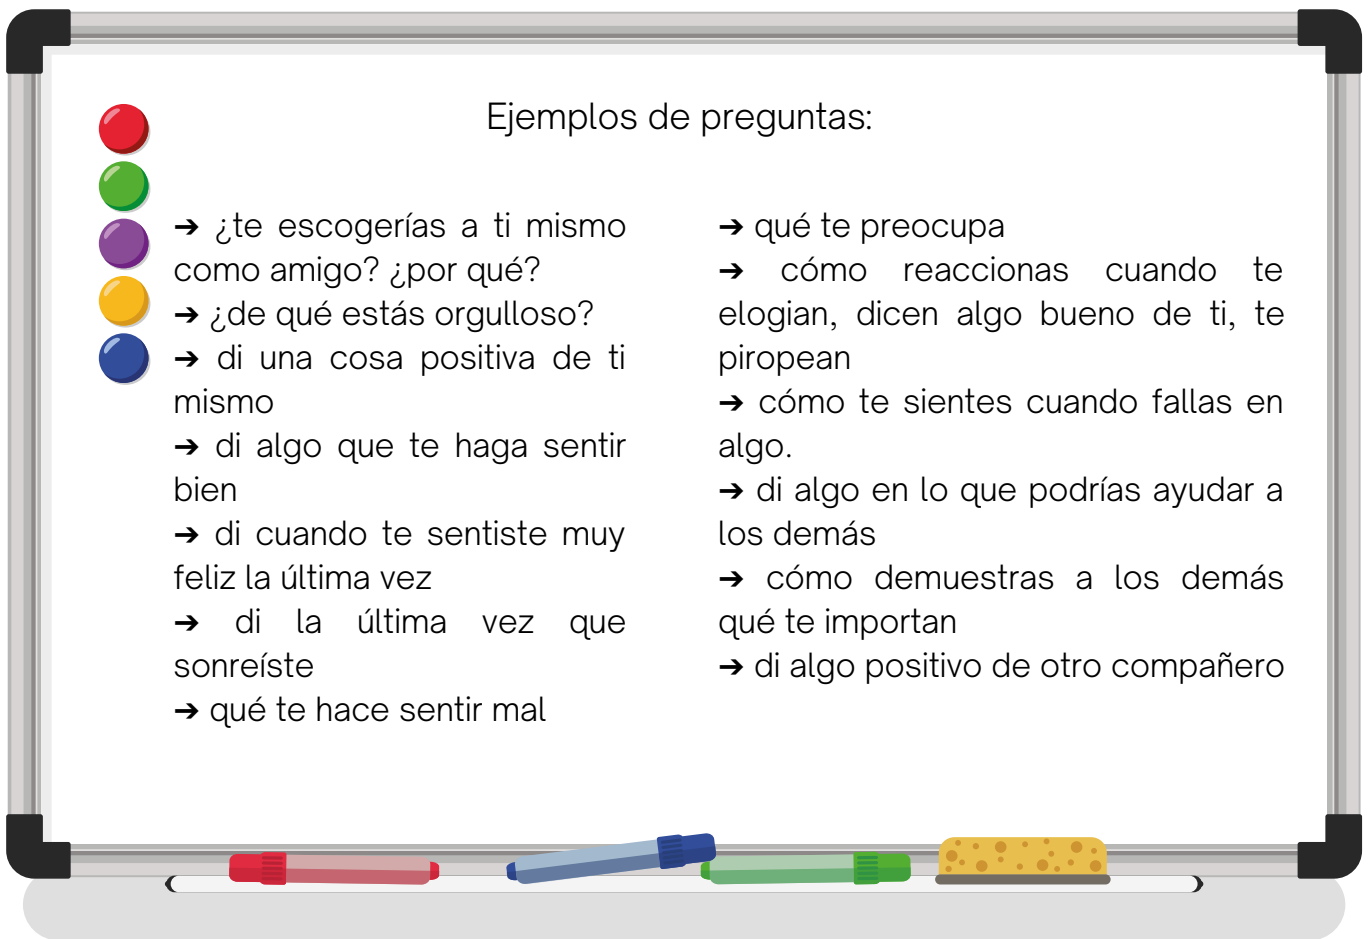 Ejemplos de preguntas:
➔ ¿te escogerías a ti mismo
como amigo? ¿por qué?
➔ ¿de qué estás orgulloso?
➔ di una cosa positiva de ti
mismo
➔ di algo que te haga sentir
bien
➔ di cuando te sentiste muy
feliz la última vez
➔ di la última vez que
sonreíste
➔ qué te hace sentir mal
➔ qué te preocupa
➔ cómo reaccionas cuando te
elogian, dicen algo bueno de ti, te
piropean
➔ cómo te sientes cuando fallas en
algo.
➔ di algo en lo que podrías ayudar a
los demás
➔ cómo demuestras a los demás
qué te importan
➔ di algo positivo de otro compañero